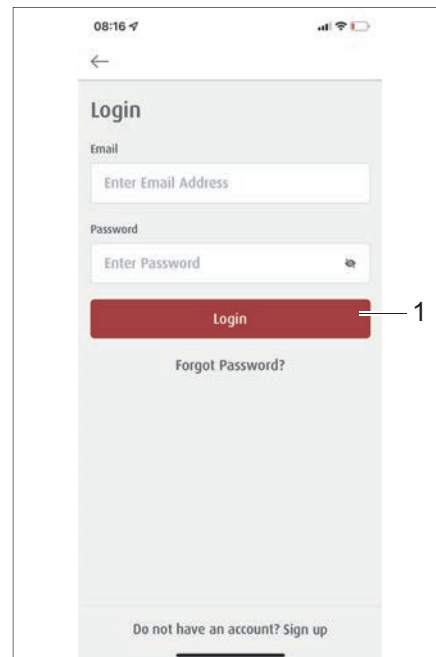 08:16
Login
Email
Enter Email Address
Password
Enter Password
Login
1
Forgot Password?
Do not have an account? Sign up